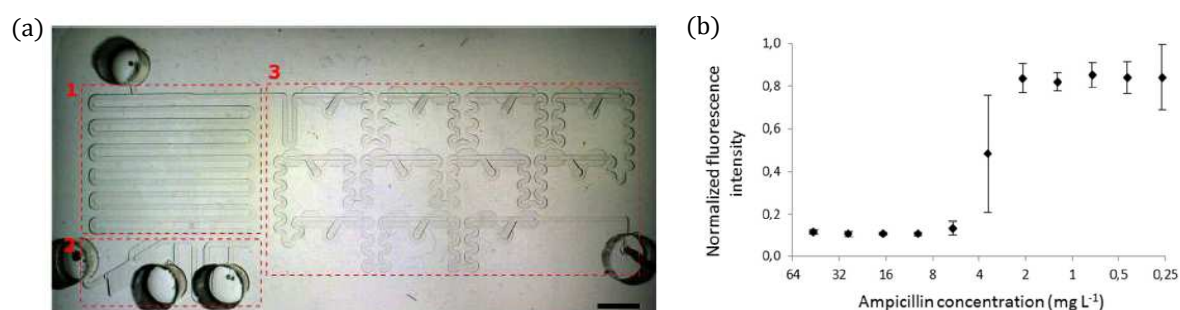 (a)
1
3
2
(b)
Normalized fluorescence
intensity
1,0
0,8
0,6
0,4
0,2
0,0
64 32 16 8 4 2 1 0,5 0,25
Ampicillin concentration (mg L⁻¹)